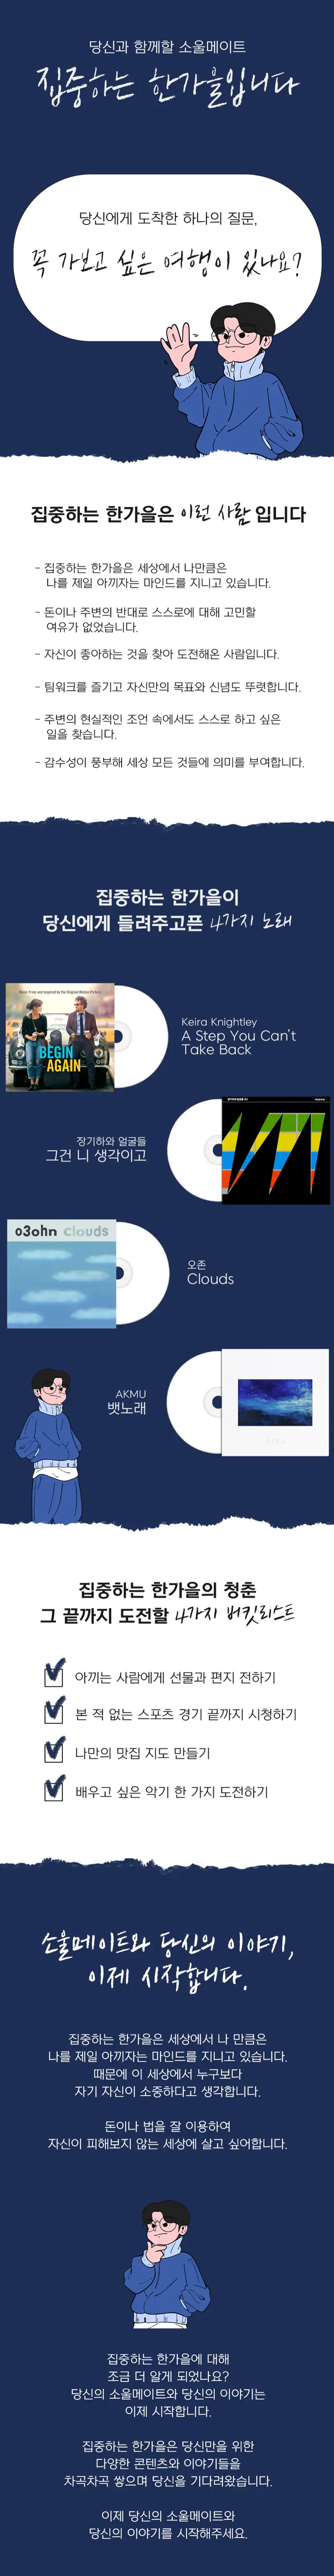 당신과 함께할 소울메이트
집중하는 한가을입니다
당신에게 도착한 하나의 질문,
꼭 가보고 싶은 여행이 있나요?
집중하는 한가을은 이런 사람 입니다
- 집중하는 한가을은 세상에서 나만큼은
나를 제일 아끼자는 마인드를 지니고 있습니다.
- 돈이나 주변의 반대로 스스로에 대해 고민할
여유가 없었습니다.
- 자신이 좋아하는 것을 찾아 도전해온 사람입니다.
- 팀워크를 즐기고 자신만의 목표와 신념도 뚜렷합니다.
- 주변의 현실적인 조언 속에서도 스스로 하고 싶은
일을 찾습니다.
- 감수성이 풍부해 세상 모든 것들에 의미를 부여합니다.
집중하는 한가을이
당신에게 들려주고픈 4가지 노래
Music From and Inspired by the Original Motion Picture
BEGIN
AGAIN
Keira Knightley
A Step You Can't
Take Back
장기하와 얼굴들
그건 니 생각이고
o3ohn Clouds
오존
Clouds
AKMU
뱃노래
집중하는 한가을의 청춘
그 끝까지 도전할 4가지 버킷리스트
아끼는 사람에게 선물과 편지 전하기
본 적 없는 스포츠 경기 끝까지 시청하기
나만의 맛집 지도 만들기
배우고 싶은 악기 한 가지 도전하기
소울메이트와 당신의 이야기,
이제 시작합니다.
집중하는 한가을은 세상에서 나 만큼은
나를 제일 아끼자는 마인드를 지니고 있습니다.
때문에 이 세상에서 누구보다
자기 자신이 소중하다고 생각합니다.
돈이나 법을 잘 이용하여
자신이 피해보지 않는 세상에 살고 싶어합니다.
집중하는 한가을에 대해
조금 더 알게 되었나요?
당신의 소울메이트와 당신의 이야기는
이제 시작합니다.
집중하는 한가을은 당신만을 위한
다양한 콘텐츠와 이야기들을
차곡차곡 쌓으며 당신을 기다려왔습니다.
이제 당신의 소울메이트와
당신의 이야기를 시작해주세요.